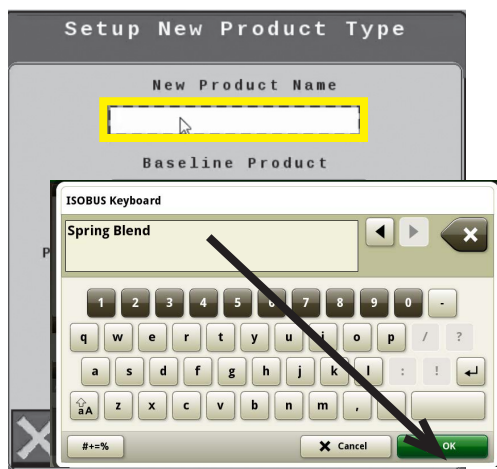 Setup New Product Type
New Product Name
Baseline Product
P
ISOBUS Keyboard
Spring Blend
1 2 3 4 5 6 7 8 9 0 -
q w e r t y u i o p / ?
a s d f g h j k l : !
aA z x c v b n m , .
#+=% Cancel OK